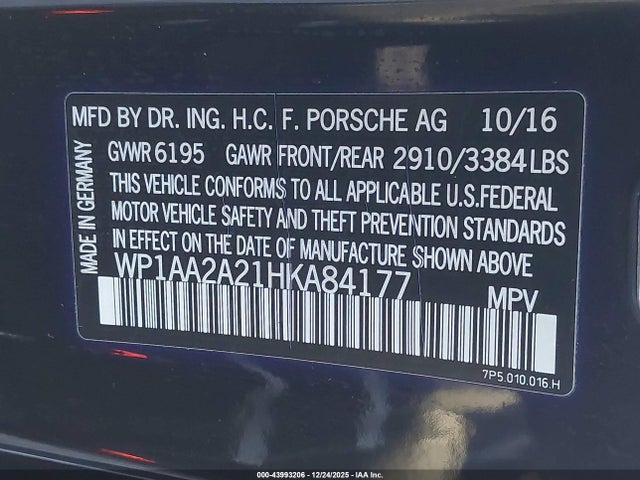 MFD BY DR. ING. H.C. F. PORSCHE AG 10/16
GVWR 6195 GAWR FRONT/REAR 2910/3384 LBS
THIS VEHICLE CONFORMS TO ALL APPLICABLE U.S. FEDERAL
MOTOR VEHICLE SAFETY AND THEFT PREVENTION STANDARDS
IN EFFECT ON THE DATE OF MANUFACTURE SHOWN ABOVE
WP1AA2A21HKA84177 MPV
MADE IN GERMANY
7P5.010.016.H
000-43993206 - 12/24/2025 - IAA Inc.